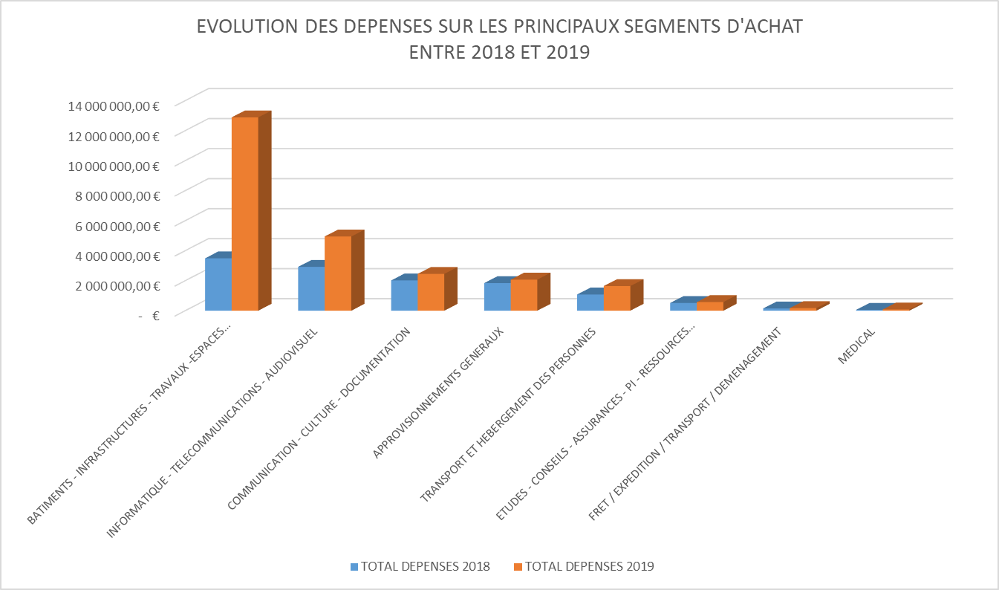 EVOLUTION DES DEPENSES SUR LES PRINCIPAUX SEGMENTS D'ACHAT
ENTRE 2018 ET 2019
14 000 000,00 €
12 000 000,00 €
10 000 000,00 €
8 000 000,00 €
6 000 000,00 €
4 000 000,00 €
2 000 000,00 €
- €
BATIMENTS - INFRASTRUCTURES - TRAVAUX -ESPACES...
INFORMATIQUE - TELECOMMUNICATIONS - AUDIOVISUEL
COMMUNICATION - CULTURE - DOCUMENTATION
APPROVISIONNEMENTS GENERAUX
TRANSPORT ET HEBERGEMENT DES PERSONNES
ETUDES - CONSEILS - ASSURANCES - PI - RESSOURCES...
FRET / EXPEDITION / TRANSPORT / DEMENAGEMENT
MEDICAL
TOTAL DEPENSES 2018
TOTAL DEPENSES 2019